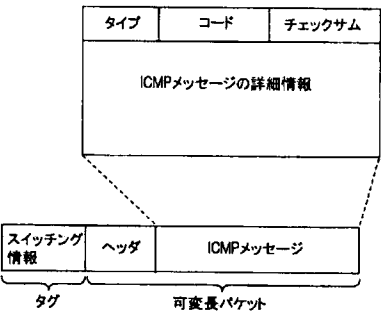 タイプ
コード
チェックサム
ICMPメッセージの詳細情報
スイッチング
情報
ヘッダ
ICMPメッセージ
タグ
可変長パケット